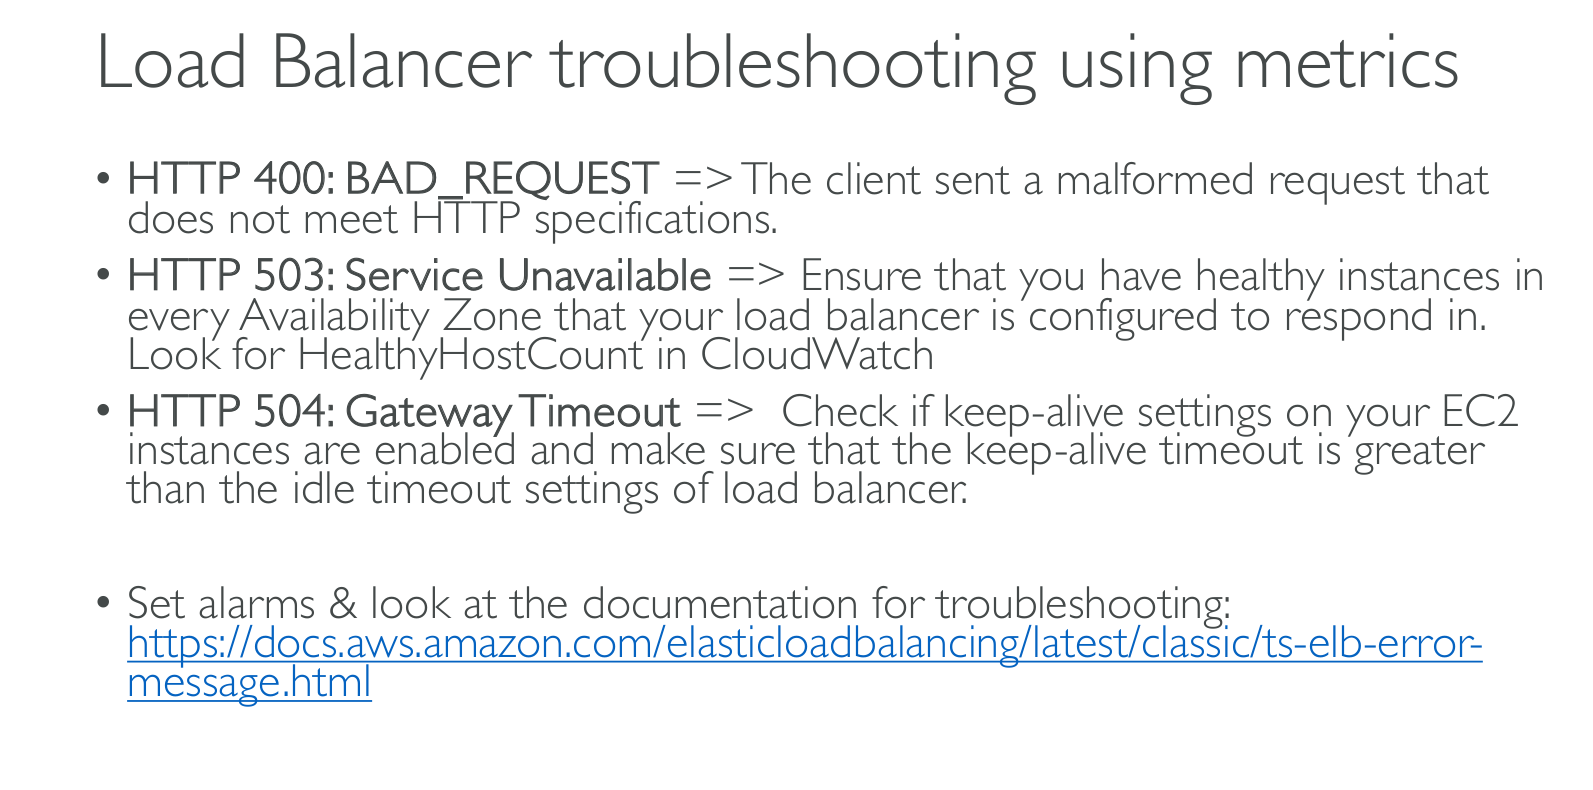 Load Balancer troubleshooting using metrics
• HTTP 400: BAD_REQUEST => The client sent a malformed request that
does not meet HTTP specifications.
• HTTP 503: Service Unavailable => Ensure that you have healthy instances in
every Availability Zone that your load balancer is configured to respond in.
Look for HealthyHostCount in CloudWatch
• HTTP 504: Gateway Timeout => Check if keep-alive settings on your EC2
instances are enabled and make sure that the keep-alive timeout is greater
than the idle timeout settings of load balancer.
• Set alarms & look at the documentation for troubleshooting:
https://docs.aws.amazon.com/elasticloadbalancing/latest/classic/ts-elb-error-
message.html